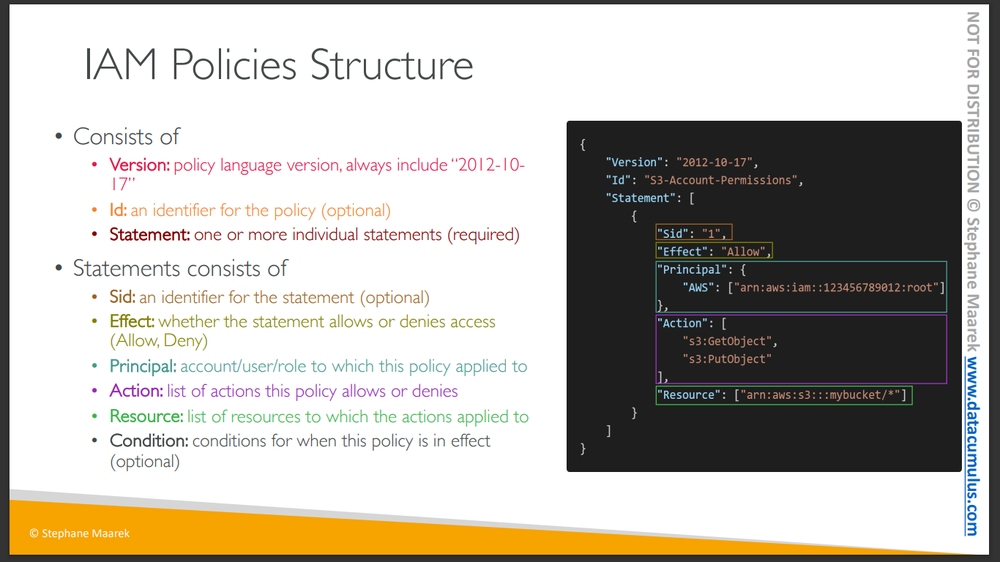 IAM Policies Structure
• Consists of
• Version: policy language version, always include “2012-10-
17”
• Id: an identifier for the policy (optional)
• Statement: one or more individual statements (required)
• Statements consists of
• Sid: an identifier for the statement (optional)
• Effect: whether the statement allows or denies access
(Allow, Deny)
• Principal: account/user/role to which this policy applied to
• Action: list of actions this policy allows or denies
• Resource: list of resources to which the actions applied to
• Condition: conditions for when this policy is in effect
(optional)
{
    "Version": "2012-10-17",
    "Id": "S3-Account-Permissions",
    "Statement": [
        {
            "Sid": "1",
            "Effect": "Allow",
            "Principal": {
                "AWS": ["arn:aws:iam::123456789012:root"]
            },
            "Action": [
                "s3:GetObject",
                "s3:PutObject"
            ],
            "Resource": ["arn:aws:s3:::mybucket/*"]
        }
    ]
}
© Stephane Maarek
NOT FOR DISTRIBUTION © Stephane Maarek www.datacumulus.com